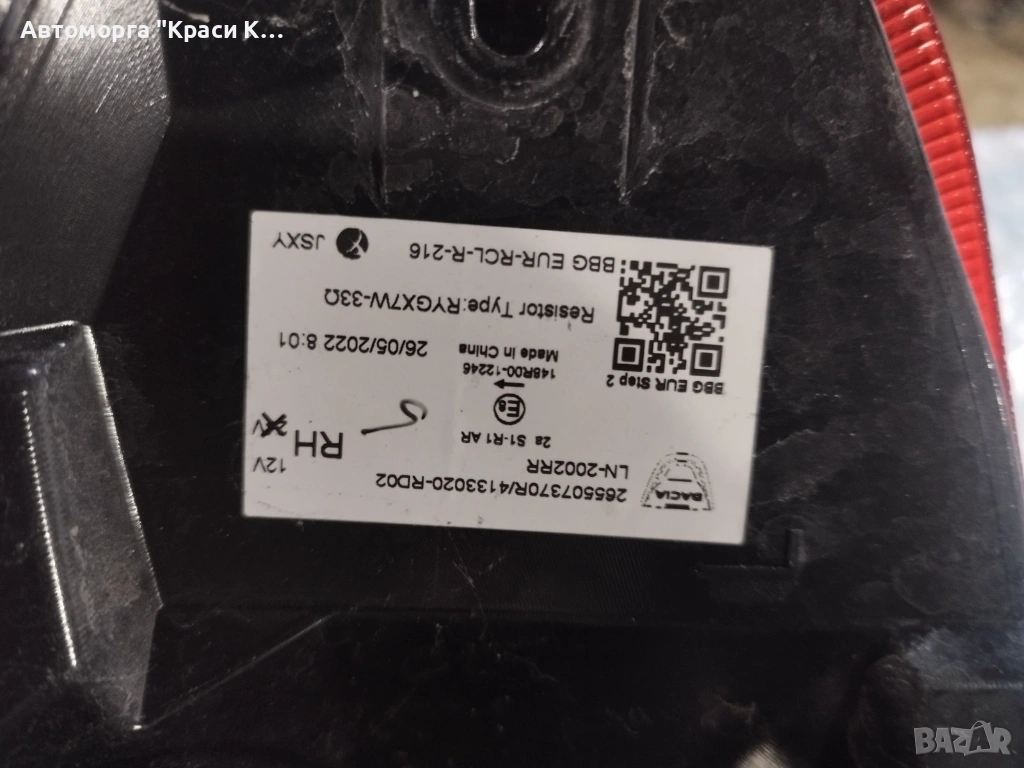 Автоморга "Краси К...
DACIA
265507370R/4133020-RD02
LN-2002RR
12V
RH
2a S1-R1 AR
148R00-12246
Made in China
26/05/2022 8:01
BBG EUR Step 2
Resistor Type:RYGX7W-33Ω
BBG EUR-RCL-R-216
JSXY
BAZAR